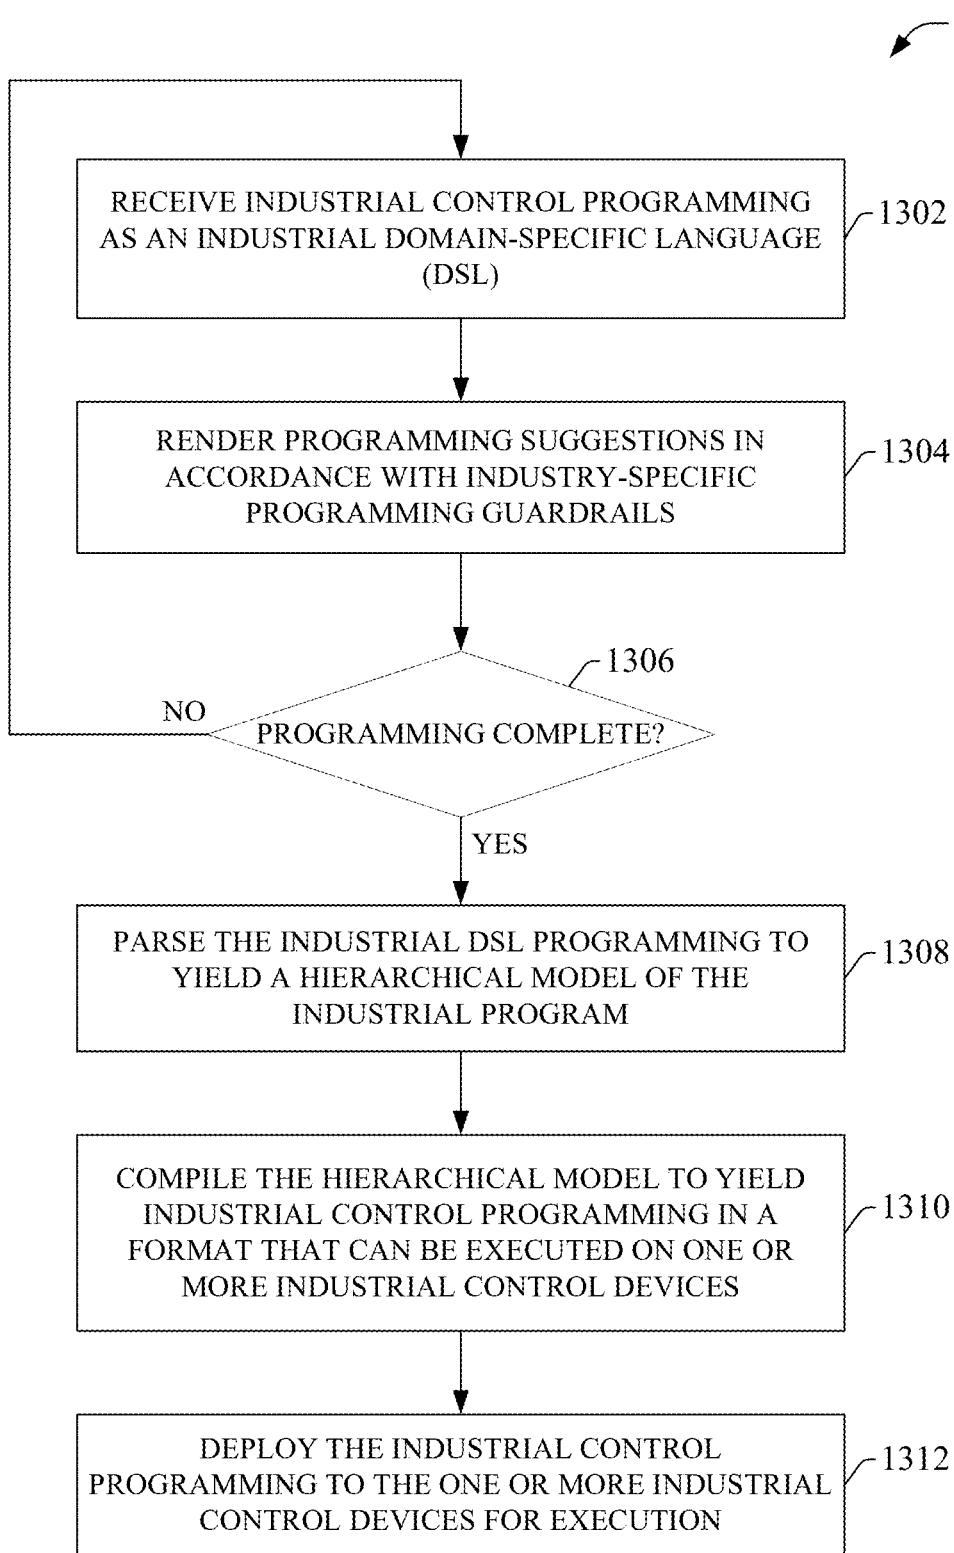 RECEIVE INDUSTRIAL CONTROL PROGRAMMING
AS AN INDUSTRIAL DOMAIN-SPECIFIC LANGUAGE
(DSL)
1302
RENDER PROGRAMMING SUGGESTIONS IN
ACCORDANCE WITH INDUSTRY-SPECIFIC
PROGRAMMING GUARDRAILS
1304
1306
NO
PROGRAMMING COMPLETE?
YES
PARSE THE INDUSTRIAL DSL PROGRAMMING TO
YIELD A HIERARCHICAL MODEL OF THE
INDUSTRIAL PROGRAM
1308
COMPILE THE HIERARCHICAL MODEL TO YIELD
INDUSTRIAL CONTROL PROGRAMMING IN A
FORMAT THAT CAN BE EXECUTED ON ONE OR
MORE INDUSTRIAL CONTROL DEVICES
1310
DEPLOY THE INDUSTRIAL CONTROL
PROGRAMMING TO THE ONE OR MORE INDUSTRIAL
CONTROL DEVICES FOR EXECUTION
1312